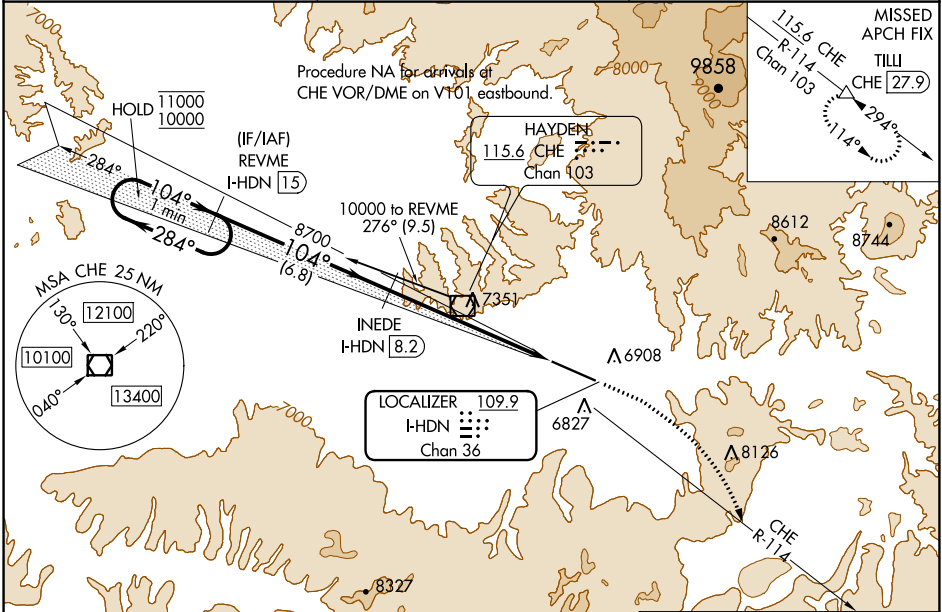 7000
Procedure NA for arrivals at
CHE VOR/DME on V101 eastbound.
8000
9858
7000
115.6 CHE
R-114
Chan 103
MISSED
APCH FIX
TILLI
CHE 27.9
294°
114°
HOLD 11000
10000
(IF/IAF)
REVME
I-HDN 15
HAYDEN
115.6 CHE
Chan 103
284°
104°
1 min
284°
8700
104°
(6.8)
10000 to REVME
276° (9.5)
8612
8744
7351
INEDE
I-HDN 8.2
MSA CHE 25 NM
130°
12100
220°
10100
040°
13400
6908
LOCALIZER 109.9
I-HDN
Chan 36
6827
7000
8126
CHE
R-114
8327